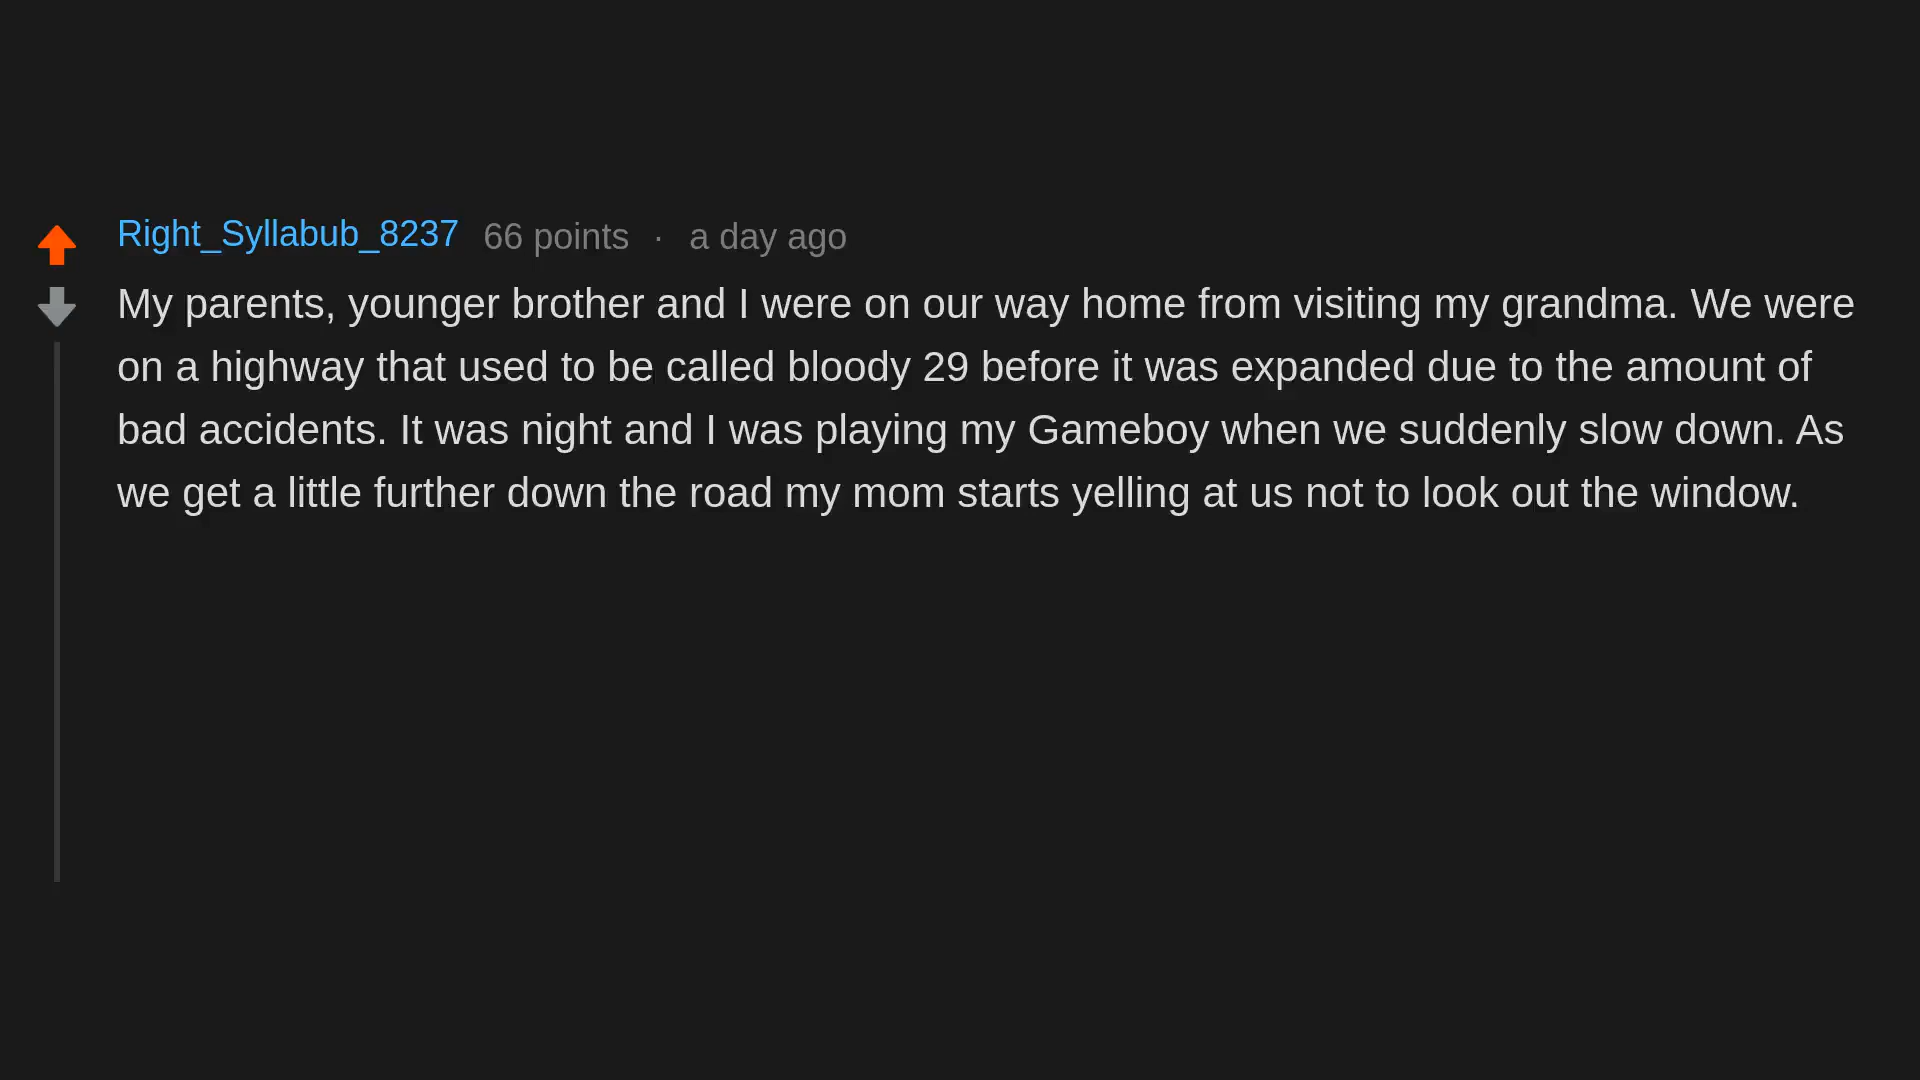 Right_Syllabub_8237 66 points · a day ago
My parents, younger brother and I were on our way home from visiting my grandma. We were
on a highway that used to be called bloody 29 before it was expanded due to the amount of
bad accidents. It was night and I was playing my Gameboy when we suddenly slow down. As
we get a little further down the road my mom starts yelling at us not to look out the window.